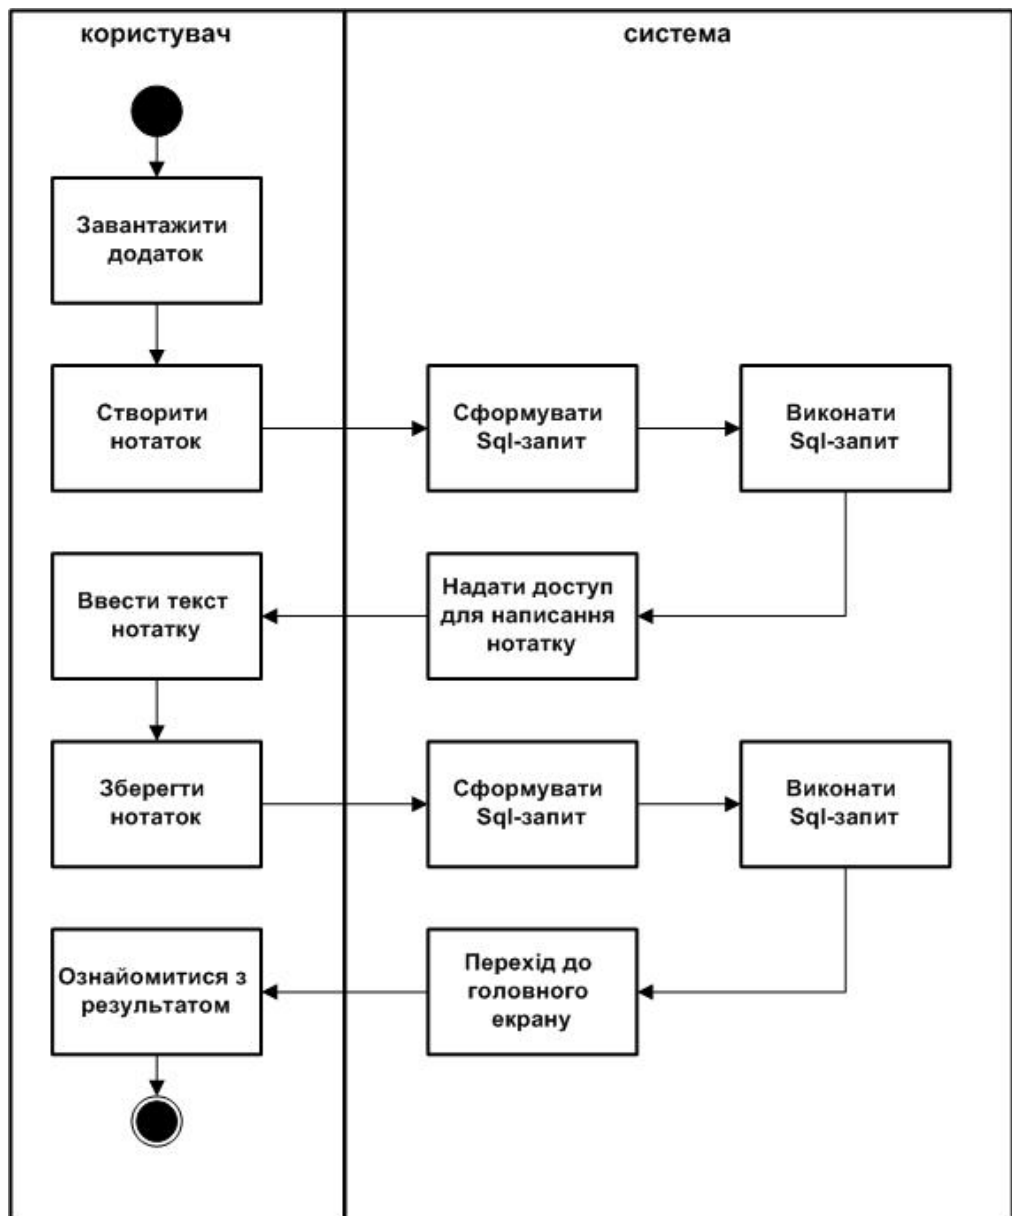 користувач
система
Завантажити
додаток
Створити
нотаток
Сформувати
Sql-запит
Виконати
Sql-запит
Надати доступ
для написання
нотатку
Ввести текст
нотатку
Зберегти
нотаток
Сформувати
Sql-запит
Виконати
Sql-запит
Перехід до
головного
екрану
Ознайомитися з
результатом